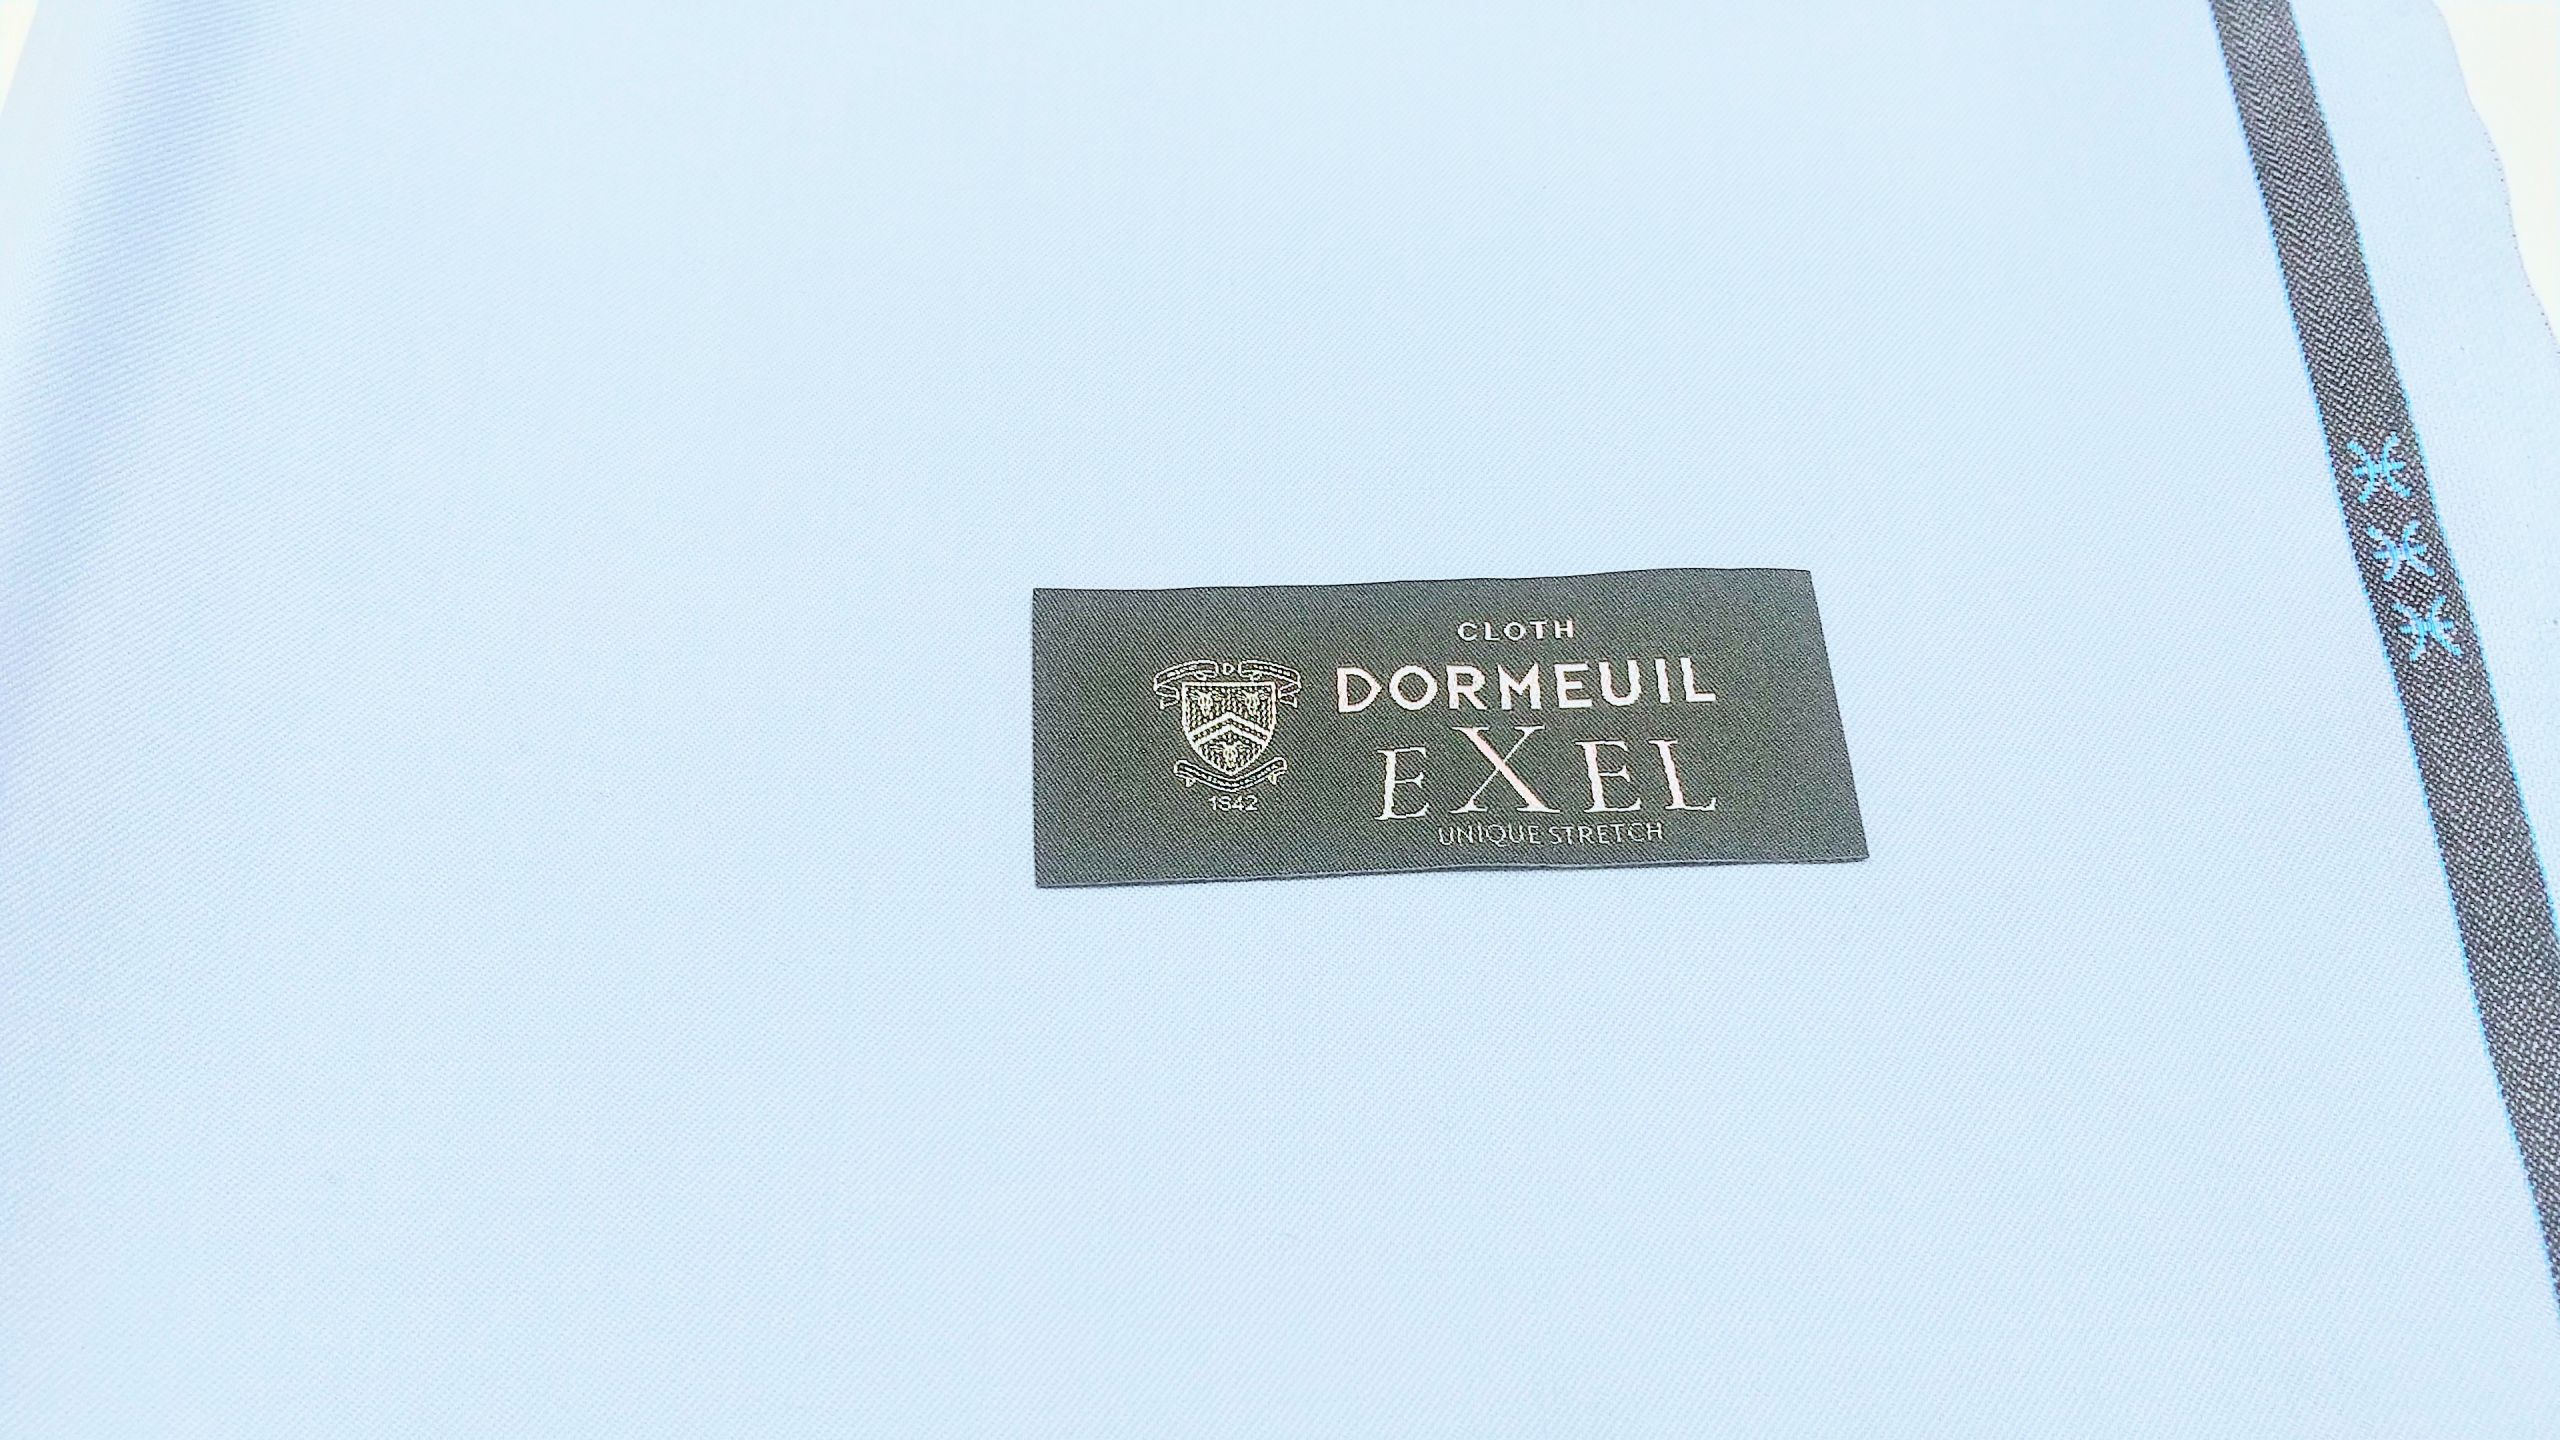 CLOTH
DORMEUIL
EXEL
UNIQUE STRETCH
D
1842